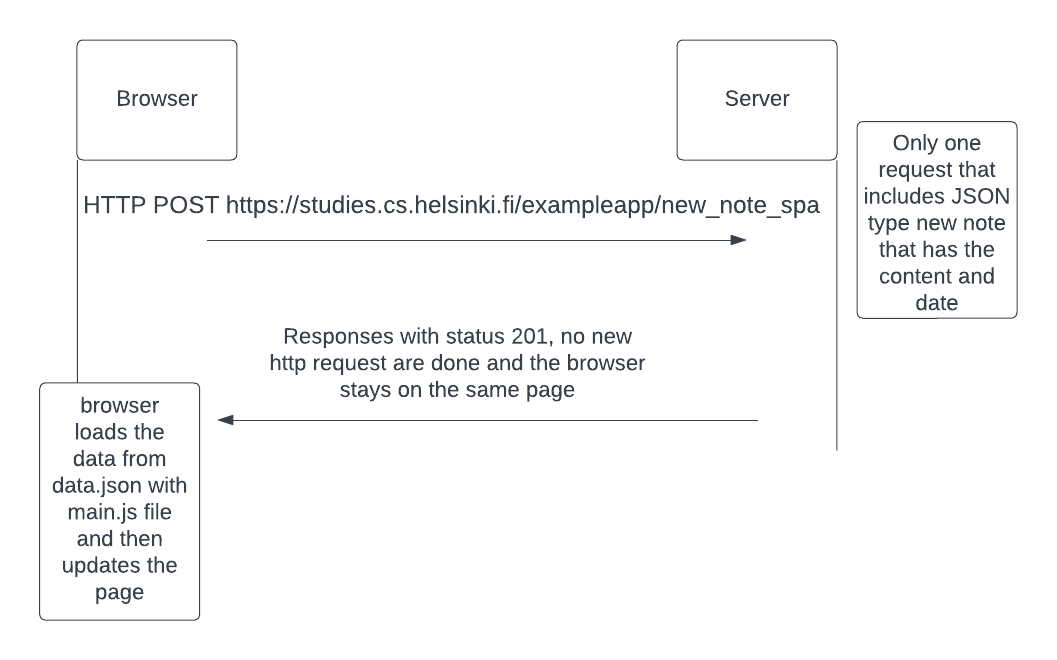 Browser
Server
Only one
request that
includes JSON
type new note
that has the
content and
date
HTTP POST https://studies.cs.helsinki.fi/exampleapp/new_note_spa
Responses with status 201, no new
http request are done and the browser
stays on the same page
browser
loads the
data from
data.json with
main.js file
and then
updates the
page